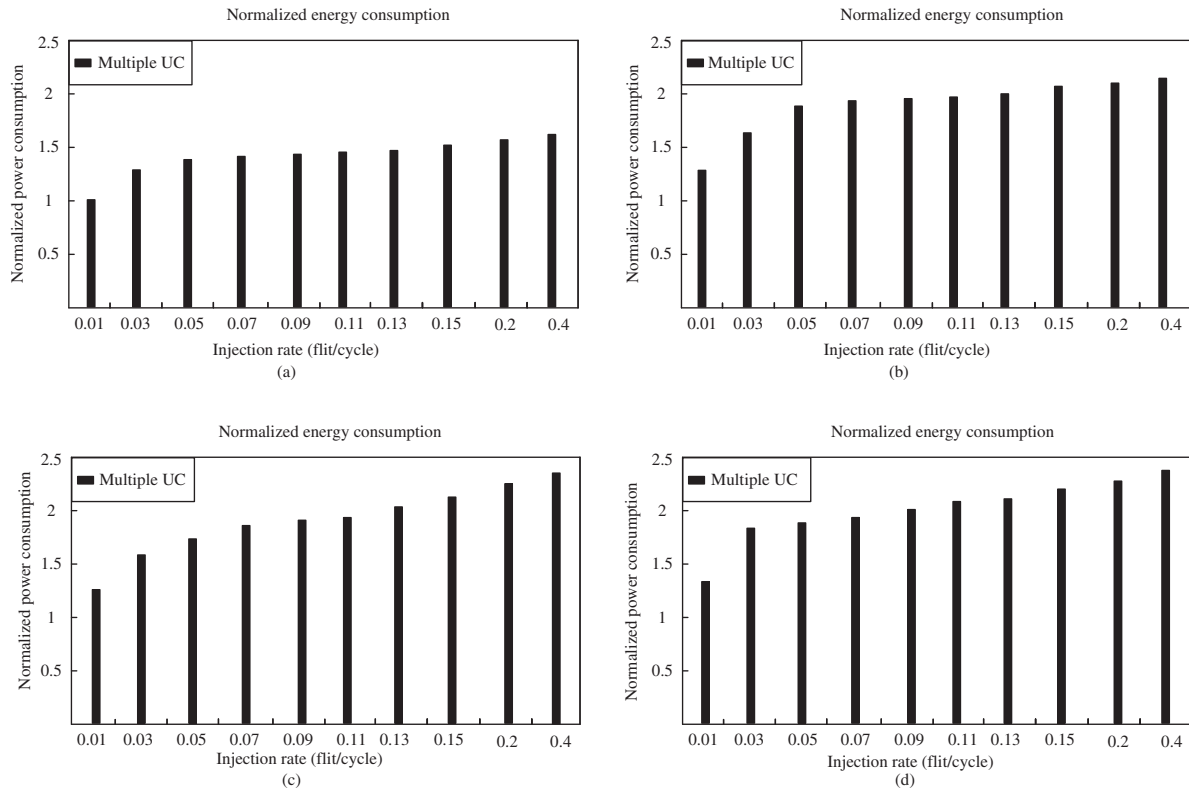 Normalized energy consumption
Normalized power consumption
2.5
2
1.5
1
0.5
Multiple UC
0.01 0.03 0.05 0.07 0.09 0.11 0.13 0.15 0.2 0.4
Injection rate (flit/cycle)
(a)
Normalized energy consumption
Normalized power consumption
2.5
2
1.5
1
0.5
Multiple UC
0.01 0.03 0.05 0.07 0.09 0.11 0.13 0.15 0.2 0.4
Injection rate (flit/cycle)
(b)
Normalized energy consumption
Normalized power consumption
2.5
2
1.5
1
0.5
Multiple UC
0.01 0.03 0.05 0.07 0.09 0.11 0.13 0.15 0.2 0.4
Injection rate (flit/cycle)
(c)
Normalized energy consumption
Normalized power consumption
2.5
2
1.5
1
0.5
Multiple UC
0.01 0.03 0.05 0.07 0.09 0.11 0.13 0.15 0.2 0.4
Injection rate (flit/cycle)
(d)